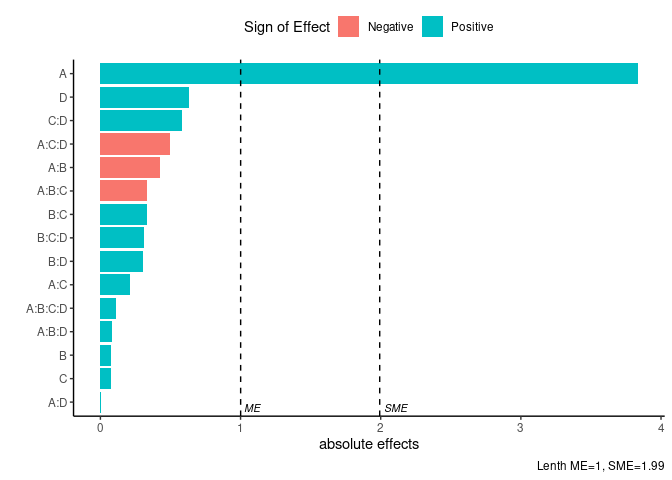 Sign of Effect Negative Positive
A
D
C:D
A:C:D
A:B
A:B:C
B:C
B:C:D
B:D
A:C
A:B:C:D
A:B:D
B
C
A:D
ME SME
0 1 2 3 4
absolute effects
Lenth ME=1, SME=1.99